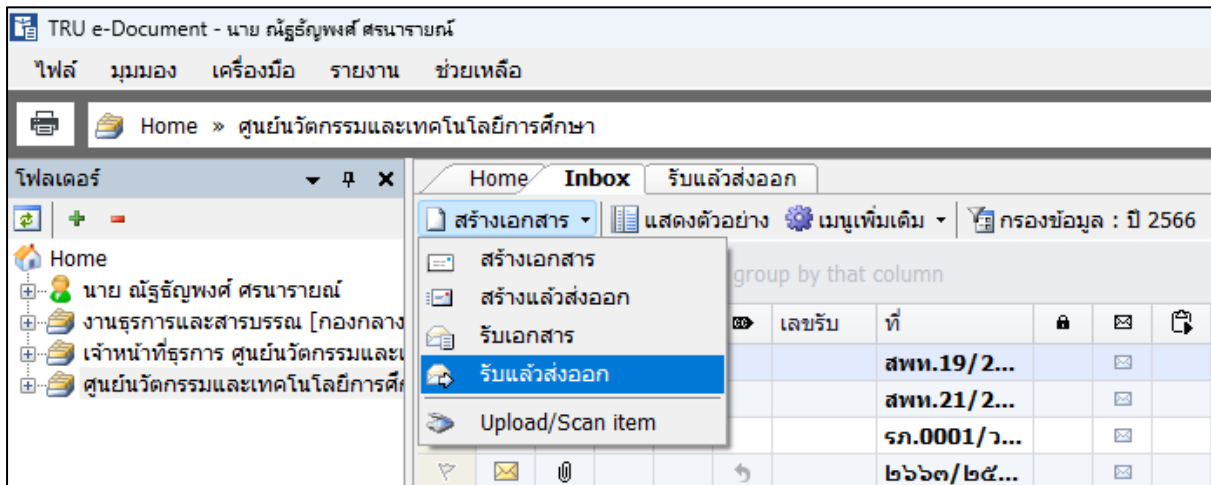 TRU e-Document - นาย ณัฐธัญพงศ์ ศรนารายณ์
ไฟล์ มุมมอง เครื่องมือ รายงาน ช่วยเหลือ
Home » ศูนย์นวัตกรรมและเทคโนโลยีการศึกษา
โฟลเดอร์
Home Inbox รับแล้วส่งออก
สร้างเอกสาร แสดงตัวอย่าง เมนูเพิ่มเติม กรองข้อมูล : ปี 2566
Home
นาย ณัฐธัญพงศ์ ศรนารายณ์
งานธุรการและสารบรรณ [กองกลาง
เจ้าหน้าที่ธุรการ ศูนย์นวัตกรรมและเ
ศูนย์นวัตกรรมและเทคโนโลยีการศึ
สร้างเอกสาร
สร้างแล้วส่งออก
รับเอกสาร
รับแล้วส่งออก
Upload/Scan item
group by that column
เลขรับ ที่
สพท.19/2...
สพท.21/2...
รภ.0001/ว...
๒๖๖๓/๒๕...